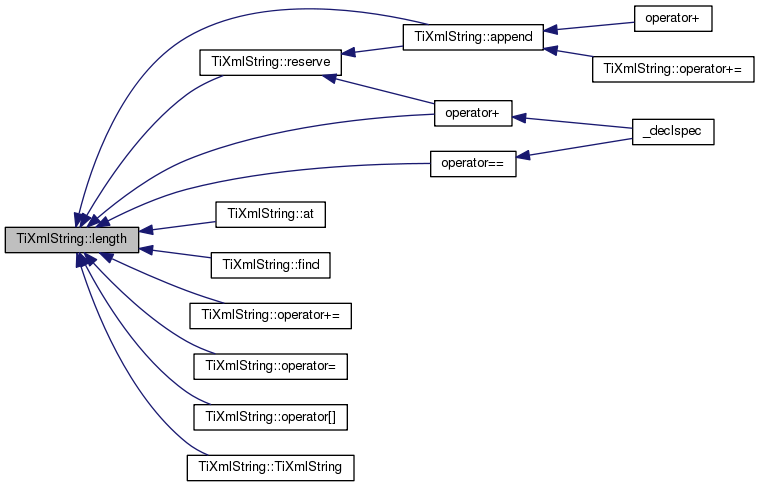 operator+
TiXmlString::append
TiXmlString::reserve
TiXmlString::operator+=
operator+
_declspec
operator==
TiXmlString::at
TiXmlString::length
TiXmlString::find
TiXmlString::operator+=
TiXmlString::operator=
TiXmlString::operator[]
TiXmlString::TiXmlString